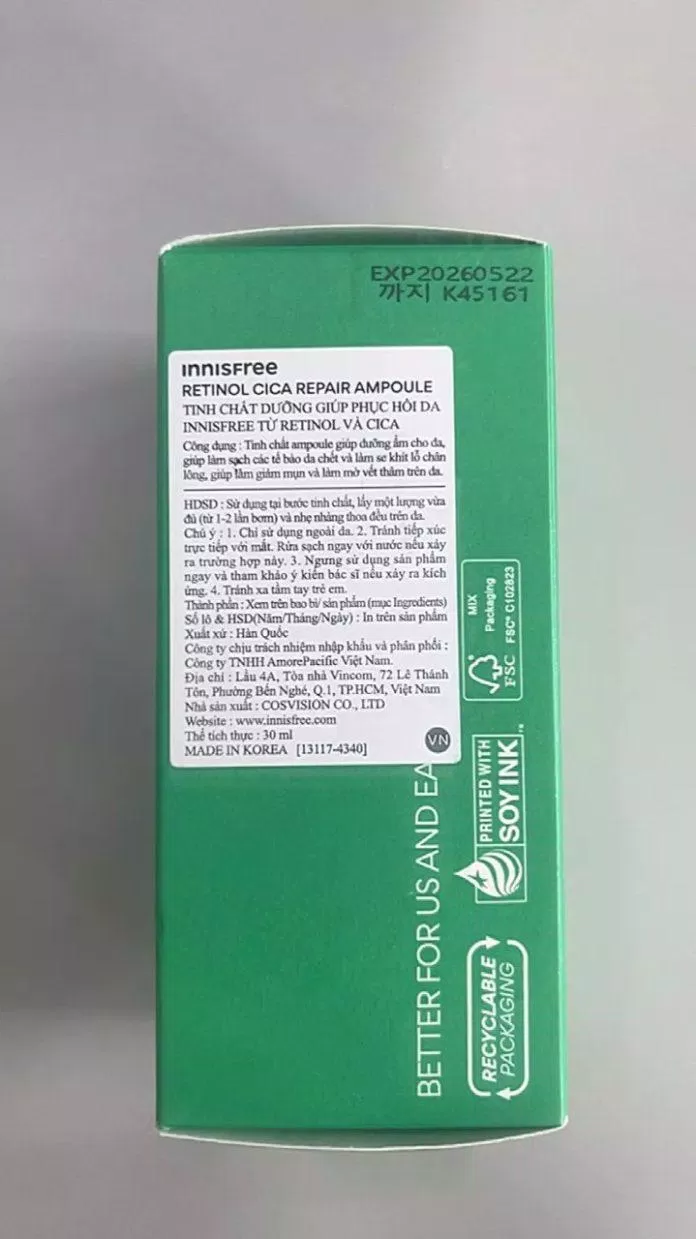 EXP20260522
까지 K45161
innisfree
RETINOL CICA REPAIR AMPOULE
TINH CHẤT DƯỠNG GIÚP PHỤC HỒI DA
INNISFREE TỪ RETINOL VÀ CICA
Công dụng : Tinh chất ampoule giúp dưỡng ẩm cho da,
giúp làm sạch các tế bào da chết và làm se khít lỗ chân
lông, giúp làm giảm mụn và làm mờ vết thâm trên da.
HDSD : Sử dụng tại bước tinh chất, lấy một lượng vừa
đủ (từ 1-2 lần bơm) và nhẹ nhàng thoa đều trên da.
Chú ý : 1. Chỉ sử dụng ngoài da. 2. Tránh tiếp xúc
trực tiếp với mắt. Rửa sạch ngay với nước nếu xảy
ra trường hợp này. 3. Ngưng sử dụng sản phẩm
ngay và tham khảo ý kiến bác sĩ nếu xảy ra kích
ứng. 4. Tránh xa tầm tay trẻ em.
Thành phần : Xem trên bao bì/ sản phẩm (mục Ingredients)
Số lô & HSD(Năm/Tháng/Ngày) : In trên sản phẩm
Xuất xứ : Hàn Quốc
Công ty chịu trách nhiệm nhập khẩu và phân phối :
Công ty TNHH AmorePacific Việt Nam.
Địa chỉ : Lầu 4A, Tòa nhà Vincom, 72 Lê Thánh
Tôn, Phường Bến Nghé, Q.1, TP.HCM, Việt Nam
Nhà sản xuất : COSVISION CO., LTD
Website : www.innisfree.com
Thể tích thực : 30 ml
MADE IN KOREA [13117-4340]
VN
MIX
Packaging
FSC® C102823
FSC
PRINTED WITH
SOY INK™
BETTER FOR US AND EA
RECYCLABLE
PACKAGING